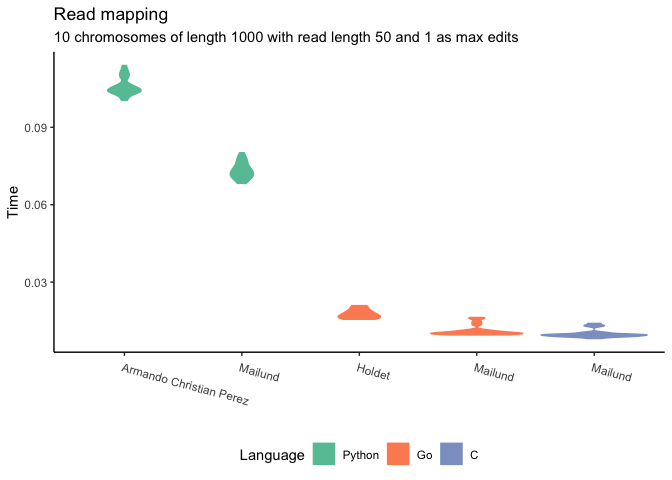 Read mapping
10 chromosomes of length 1000 with read length 50 and 1 as max edits
Time
0.09
0.06
0.03
Armando Christian Perez
Mailund
Holdet
Mailund
Mailund
Language Python Go C